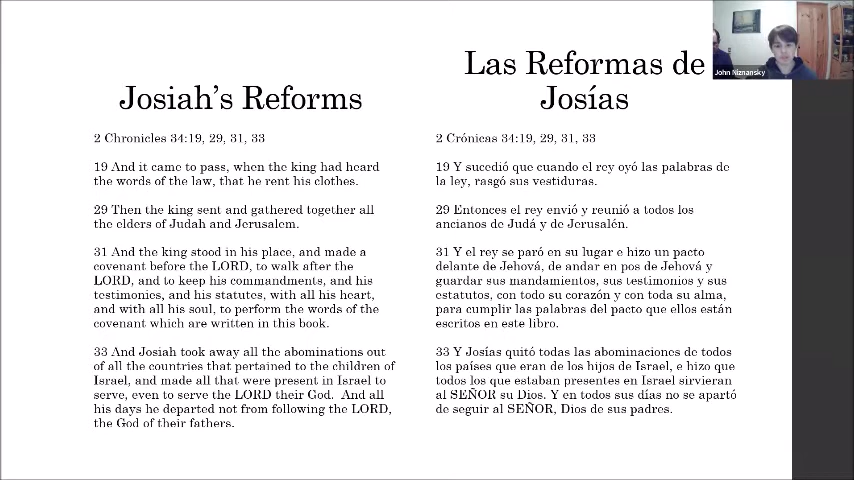 Josiah's Reforms
2 Chronicles 34:19, 29, 31, 33
19 And it came to pass, when the king had heard
the words of the law, that he rent his clothes.
29 Then the king sent and gathered together all
the elders of Judah and Jerusalem.
31 And the king stood in his place, and made a
covenant before the LORD, to walk after the
LORD, and to keep his commandments, and his
testimonies, and his statutes, with all his heart,
and with all his soul, to perform the words of the
covenant which are written in this book.
33 And Josiah took away all the abominations out
of all the countries that pertained to the children of
Israel, and made all that were present in Israel to
serve, even to serve the LORD their God.  And all
his days he departed not from following the LORD,
the God of their fathers.
Las Reformas de
Josías
2 Crónicas 34:19, 29, 31, 33
19 Y sucedió que cuando el rey oyó las palabras de
la ley, rasgó sus vestiduras.
29 Entonces el rey envió y reunió a todos los
ancianos de Judá y de Jerusalén.
31 Y el rey se paró en su lugar e hizo un pacto
delante de Jehová, de andar en pos de Jehová y
guardar sus mandamientos, sus testimonios y sus
estatutos, con todo su corazón y con toda su alma,
para cumplir las palabras del pacto que ellos están
escritos en este libro.
33 Y Josías quitó todas las abominaciones de todos
los países que eran de los hijos de Israel, e hizo que
todos los que estaban presentes en Israel sirvieran
al SEÑOR su Dios. Y en todos sus días no se apartó
de seguir al SEÑOR, Dios de sus padres.
John Niznansky